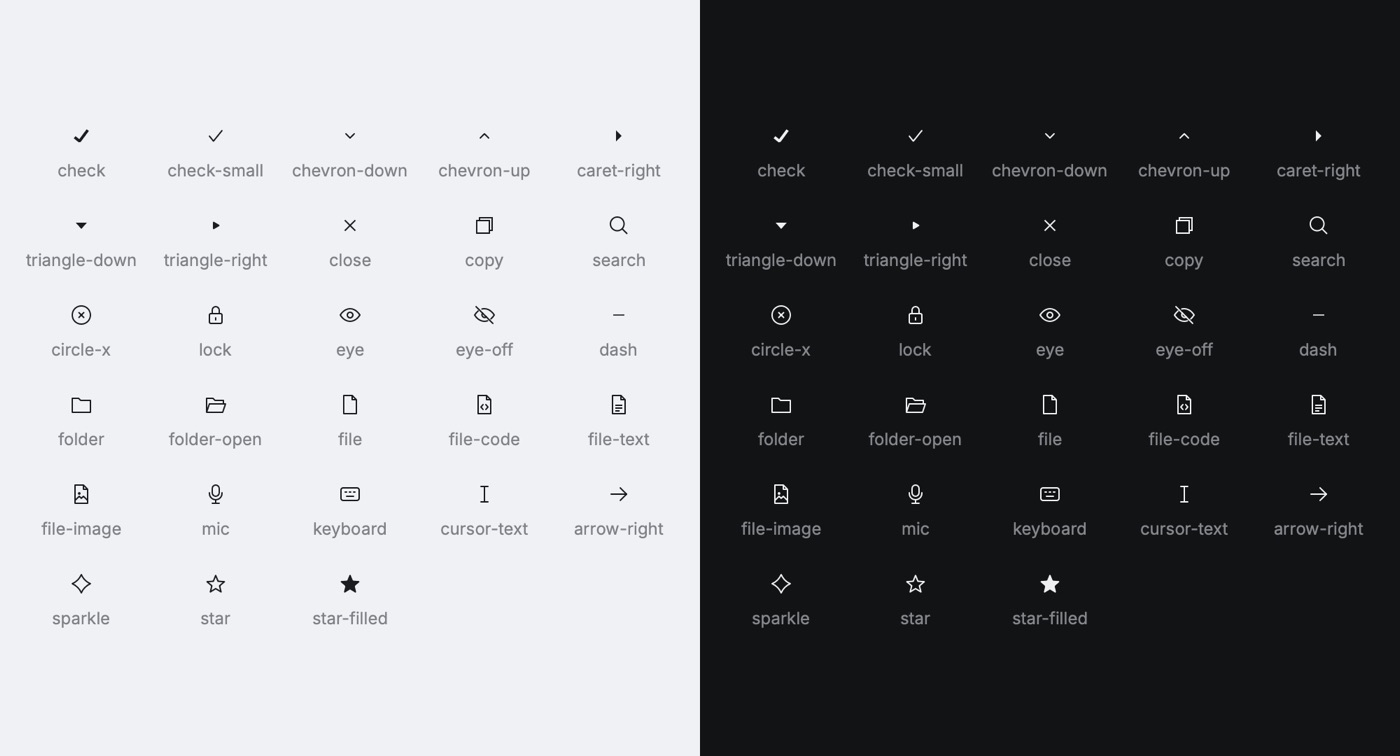 check check-small chevron-down chevron-up caret-right
triangle-down triangle-right close copy search
circle-x lock eye eye-off dash
folder folder-open file file-code file-text
file-image mic keyboard cursor-text arrow-right
sparkle star star-filled
check check-small chevron-down chevron-up caret-right
triangle-down triangle-right close copy search
circle-x lock eye eye-off dash
folder folder-open file file-code file-text
file-image mic keyboard cursor-text arrow-right
sparkle star star-filled